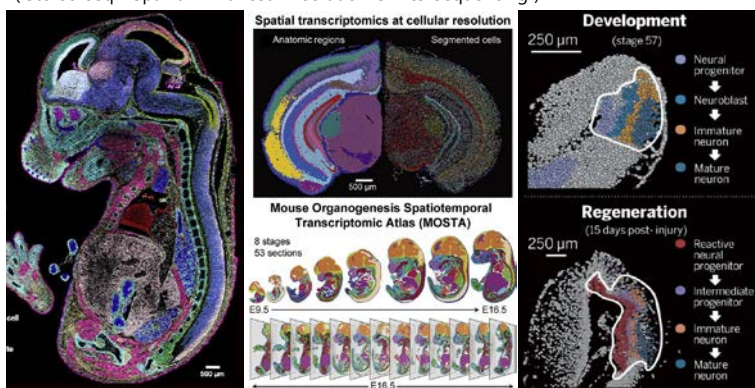 cell
500 µm
Spatial transcriptomics at cellular resolution
Anatomic regions
Segmented cells
500 µm
Mouse Organogenesis Spatiotemporal
Transcriptomic Atlas (MOSTA)
8 stages
53 sections
E9.5
E16.5
E16.5
Development
(stage 57)
250 µm
Neural
progenitor
Neuroblast
Immature
neuron
Mature
neuron
Regeneration
(15 days post- injury)
250 µm
Reactive
neural
progenitor
Intermediate
progenitor
Immature
neuron
Mature
neuron